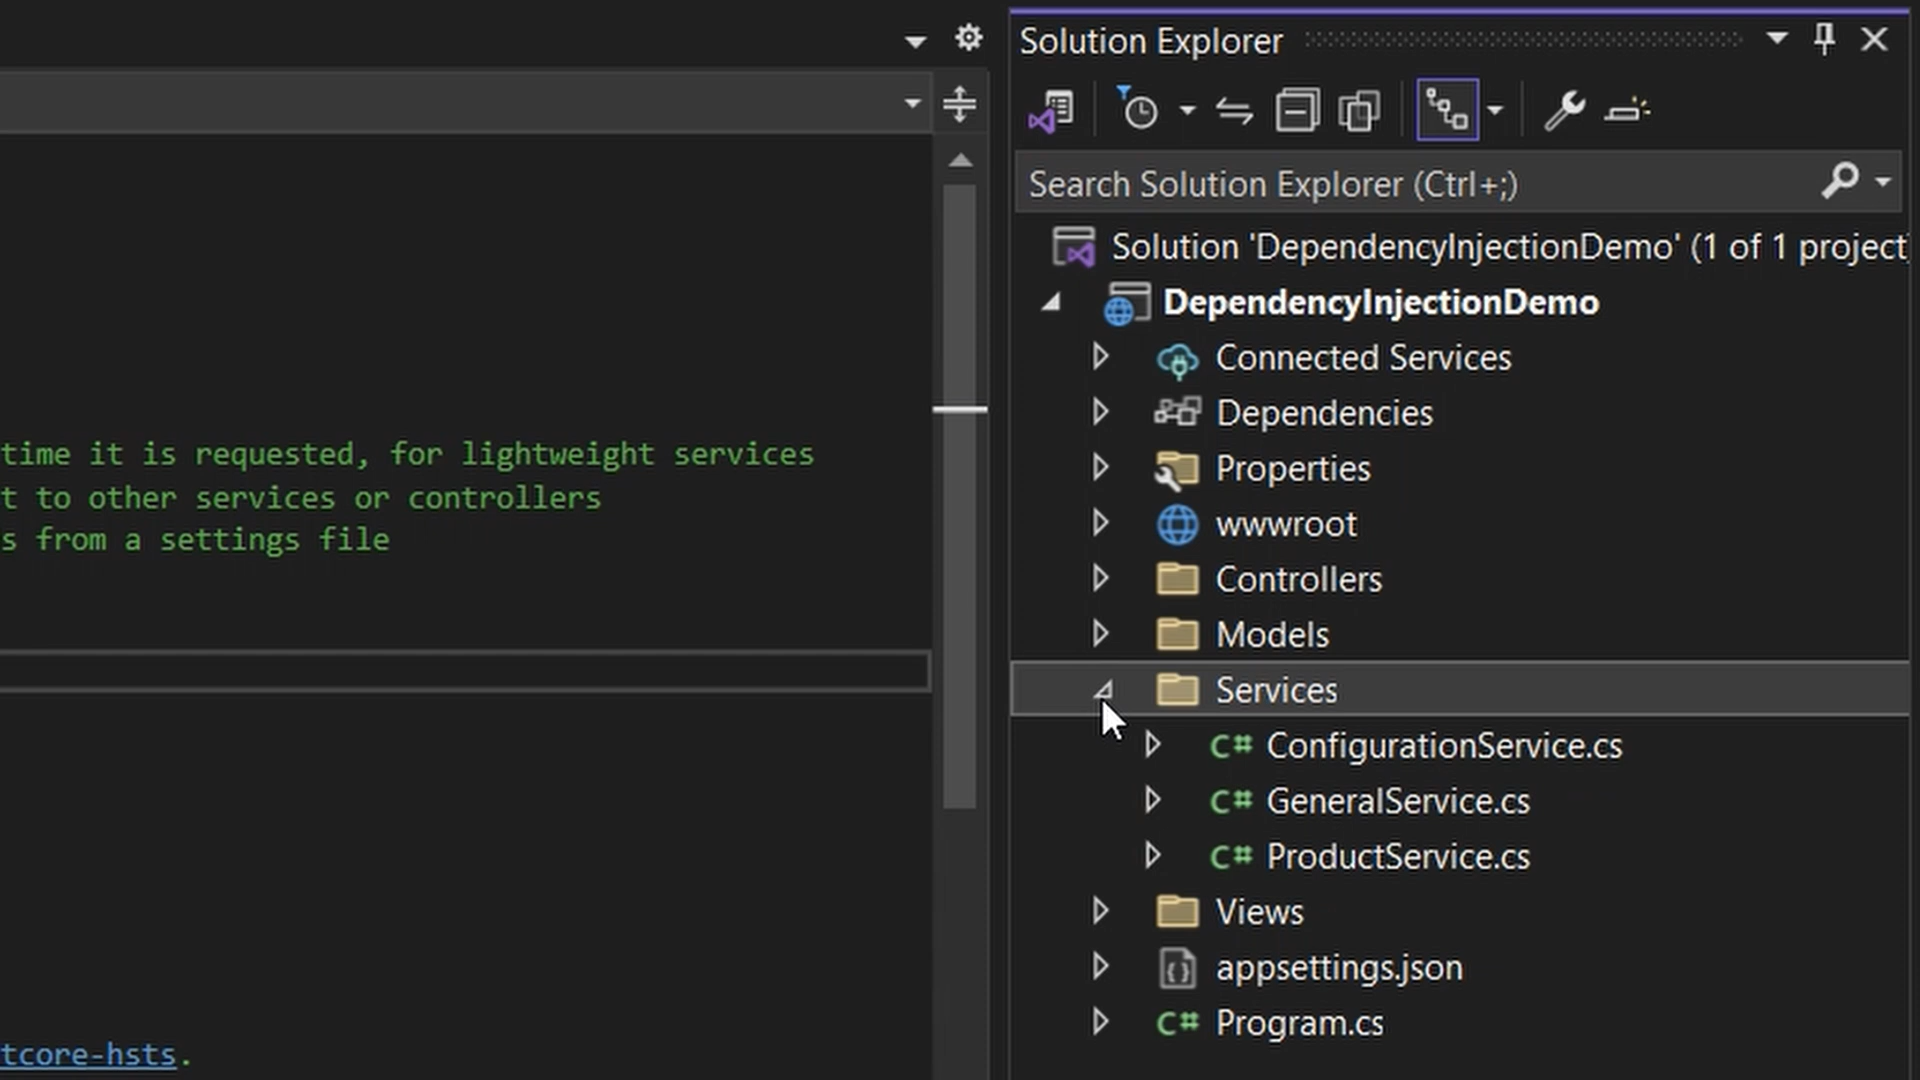 Solution Explorer
Search Solution Explorer (Ctrl+;)
Solution 'DependencyInjectionDemo' (1 of 1 project
DependencyInjectionDemo
Connected Services
Dependencies
Properties
wwwroot
Controllers
Models
Services
C# ConfigurationService.cs
C# GeneralService.cs
C# ProductService.cs
Views
appsettings.json
C# Program.cs
time it is requested, for lightweight services
t to other services or controllers
s from a settings file
tcore-hsts.